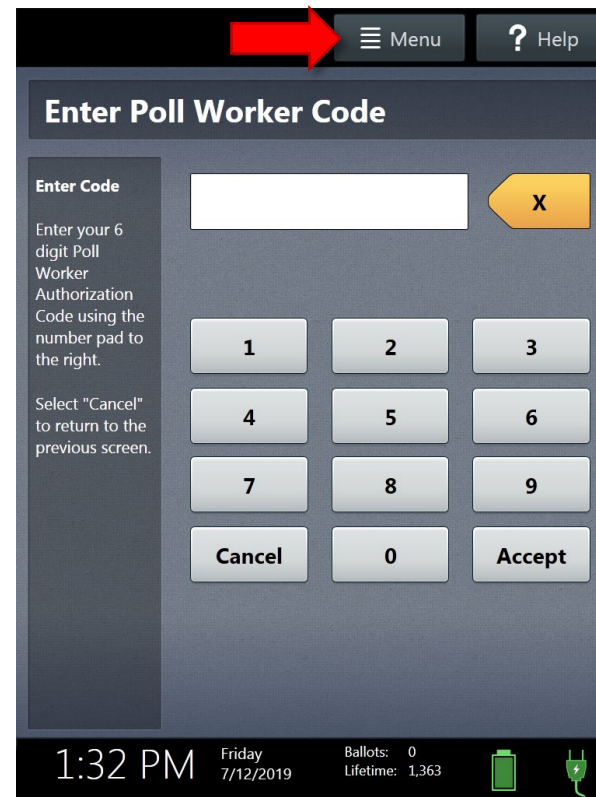 Menu
? Help
Enter Poll Worker Code
Enter Code
Enter your 6
digit Poll
Worker
Authorization
Code using the
number pad to
the right.
Select "Cancel"
to return to the
previous screen.
X
1 2 3
4 5 6
7 8 9
Cancel 0 Accept
1:32 PM
Friday
7/12/2019
Ballots: 0
Lifetime: 1,363